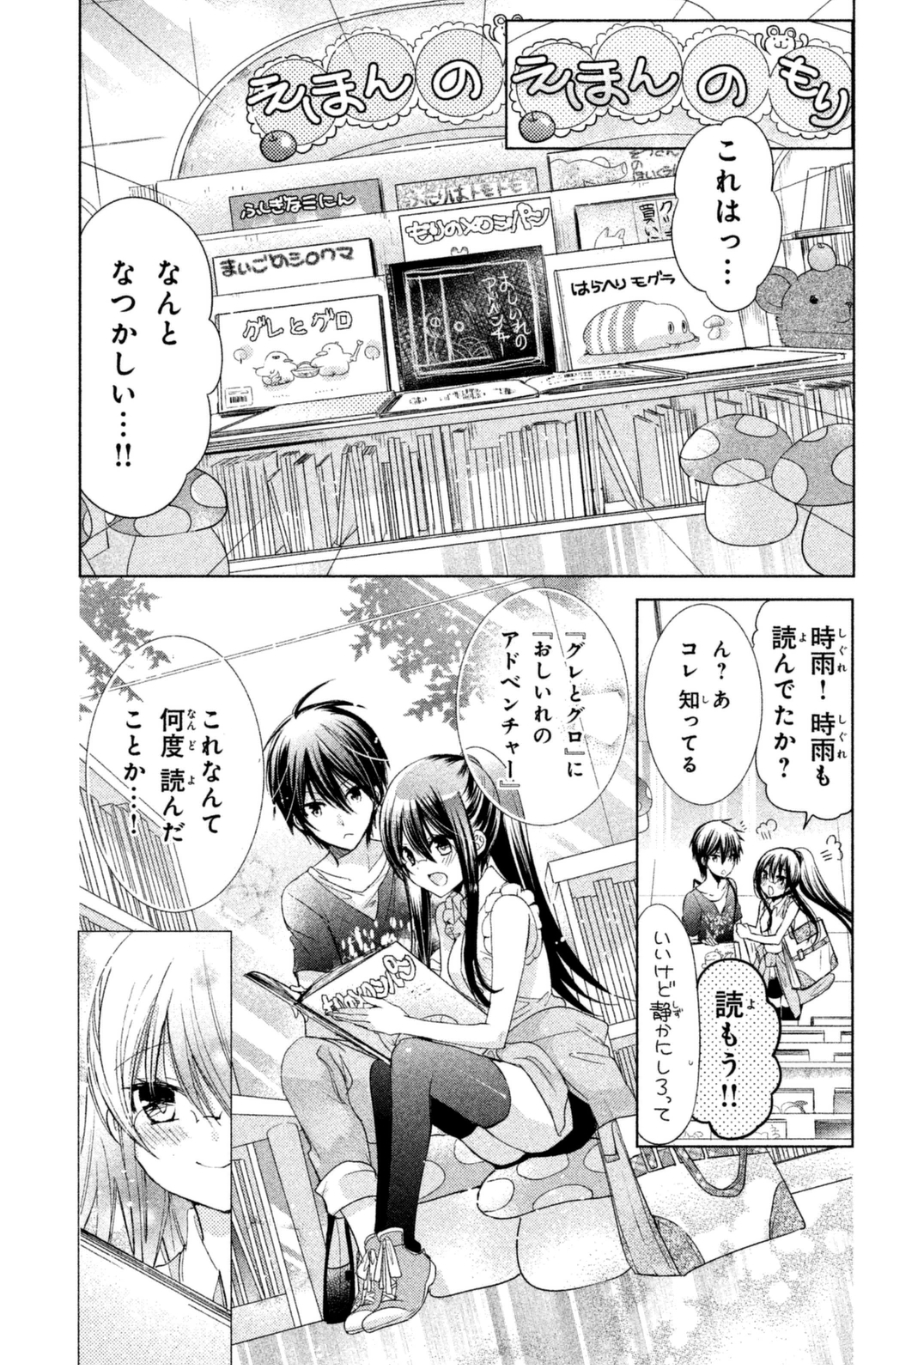 えほんのもり
えほんの
これはっ…
なんと
なつかしい…!!
ふしぎなミにん
もりのメロンパン
まいごのシロクマ
グレとグロ
おしいれの
アドベンチャー
はらへりモグラ
時雨！時雨も
読んでたか？
ん？あ
コレ知ってる
読もう!!
いいけど静かにしろって
『グレとグロ』に
『おしいれの
アドベンチャー』
これなんて
何度読んだ
ことか…！